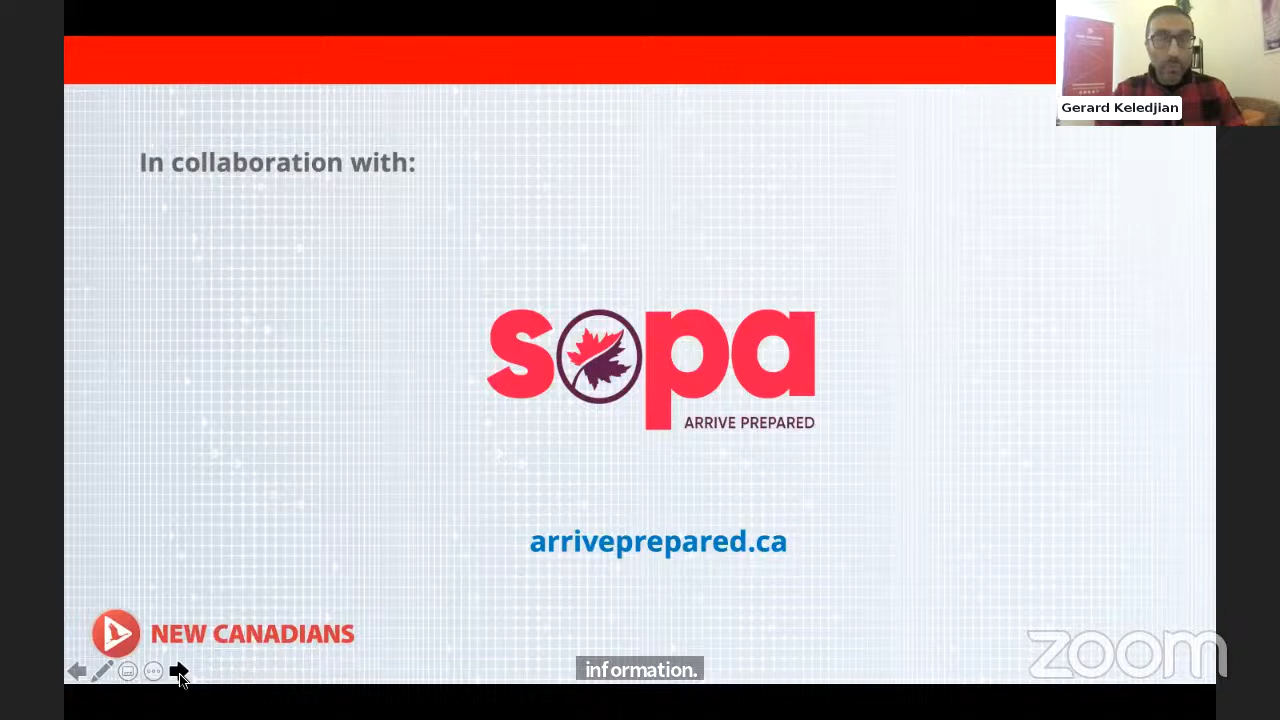 Gerard Keledjian
In collaboration with:
sopa
ARRIVE PREPARED
arriveprepared.ca
NEW CANADIANS
information.
zoom